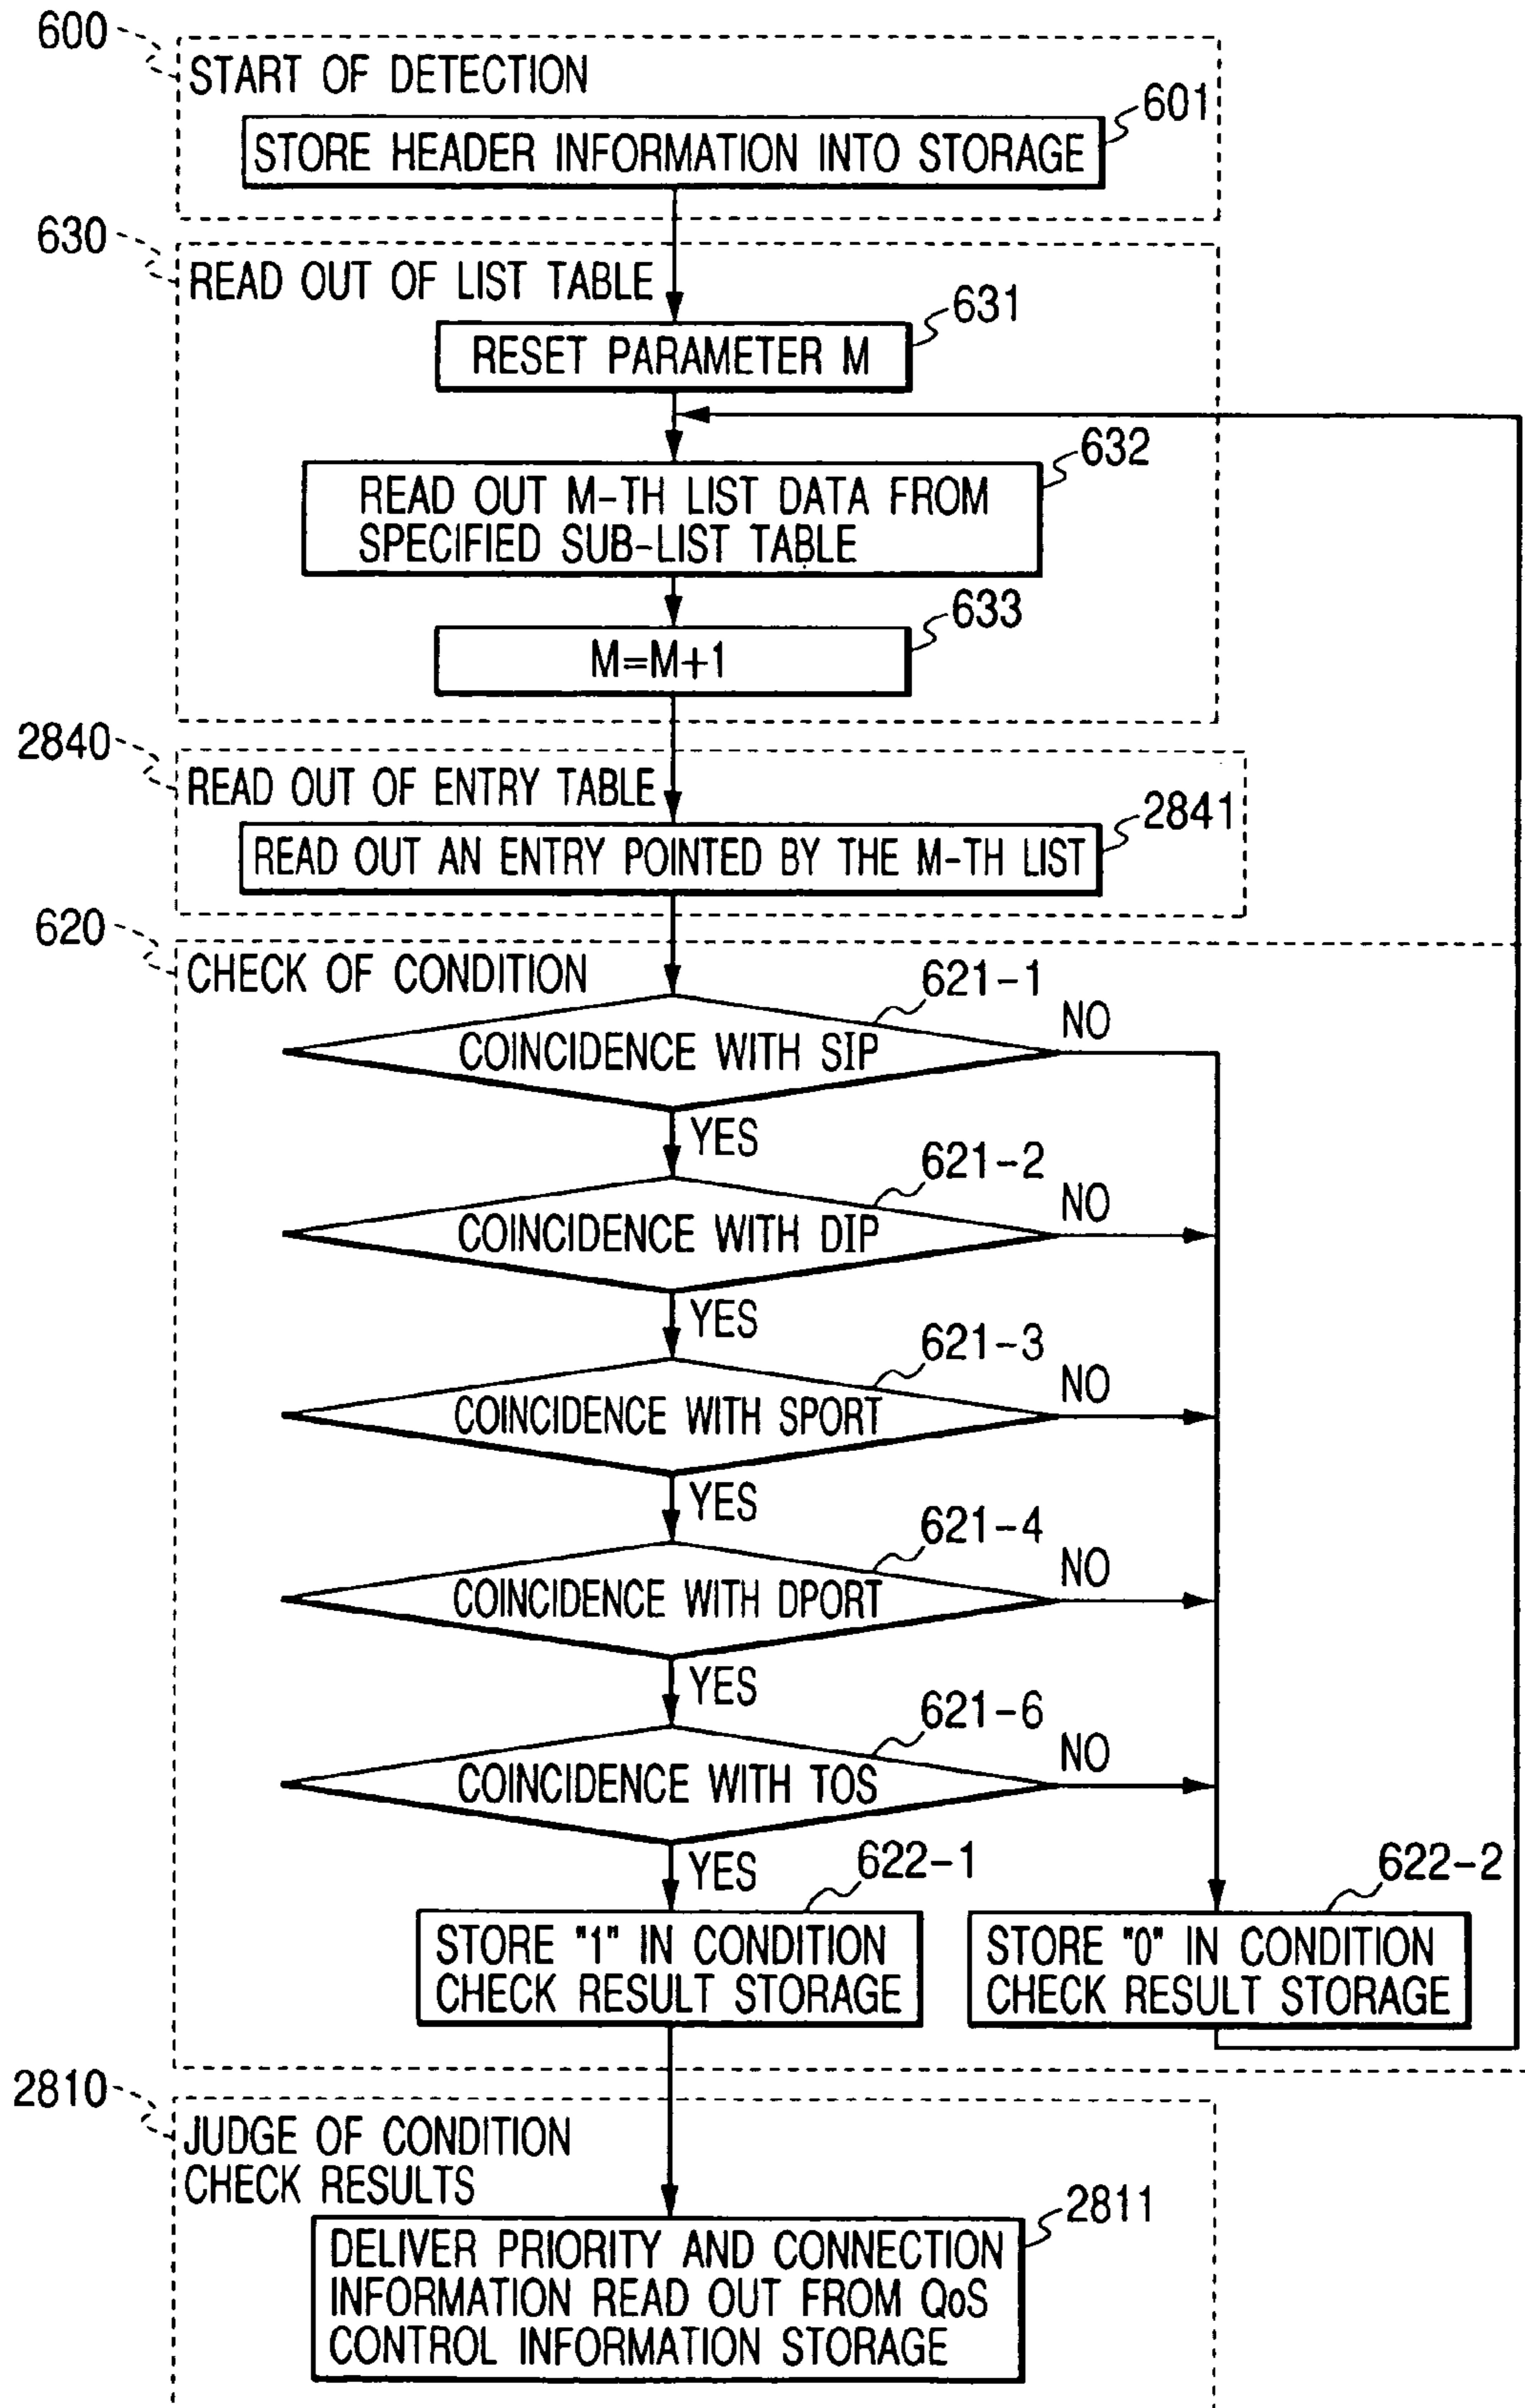 600
START OF DETECTION
601
STORE HEADER INFORMATION INTO STORAGE
630
READ OUT OF LIST TABLE
631
RESET PARAMETER M
632
READ OUT M-TH LIST DATA FROM
SPECIFIED SUB-LIST TABLE
633
M=M+1
2840
READ OUT OF ENTRY TABLE
2841
READ OUT AN ENTRY POINTED BY THE M-TH LIST
620
CHECK OF CONDITION
621-1
COINCIDENCE WITH SIP
NO
YES
621-2
COINCIDENCE WITH DIP
NO
YES
621-3
COINCIDENCE WITH SPORT
NO
YES
621-4
COINCIDENCE WITH DPORT
NO
YES
621-6
COINCIDENCE WITH TOS
NO
YES
622-1
STORE "1" IN CONDITION
CHECK RESULT STORAGE
622-2
STORE "0" IN CONDITION
CHECK RESULT STORAGE
2810
JUDGE OF CONDITION
CHECK RESULTS
2811
DELIVER PRIORITY AND CONNECTION
INFORMATION READ OUT FROM QoS
CONTROL INFORMATION STORAGE